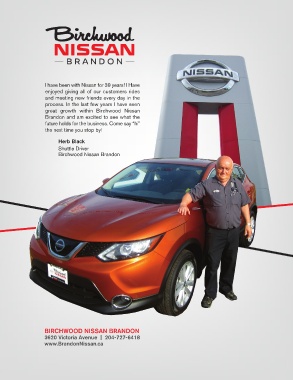 Birchwood
NISSAN
BRANDON
NISSAN
I have been with Nissan for 38 years!! Have
enjoyed giving all of our customers rides
and meeting new friends every day in the
process. In the last few years I have seen
great growth within Birchwood Nissan
Brandon and am excited to see what the
future holds for the business. Come say "hi"
the next time you stop by!
Herb Black
Shuttle Driver
Birchwood Nissan Brandon
BIRCHWOOD NISSAN BRANDON
3620 Victoria Avenue | 204-727-6418
www.BrandonNissan.ca